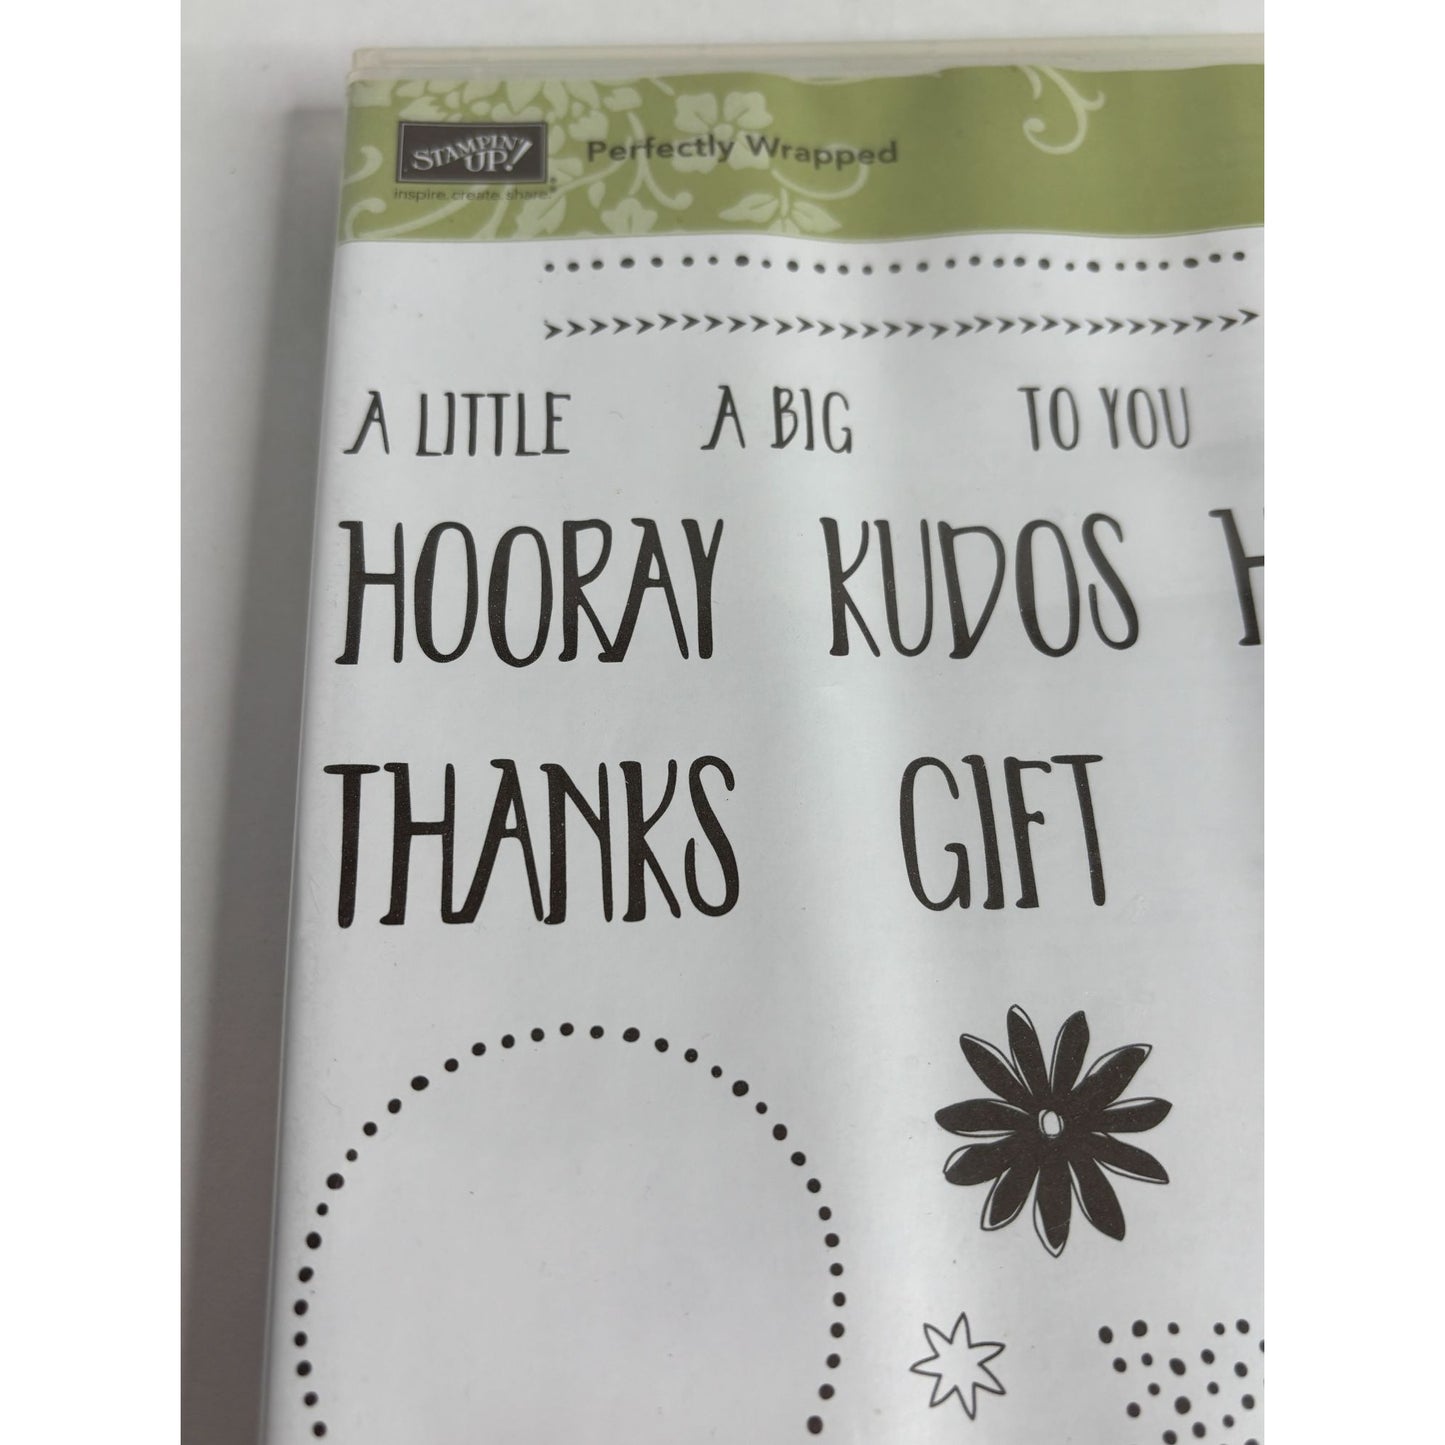 STAMPIN' UP!
inspire.create.share.
Perfectly Wrapped
A LITTLE A BIG TO YOU
HOORAY KUDOS H
THANKS GIFT